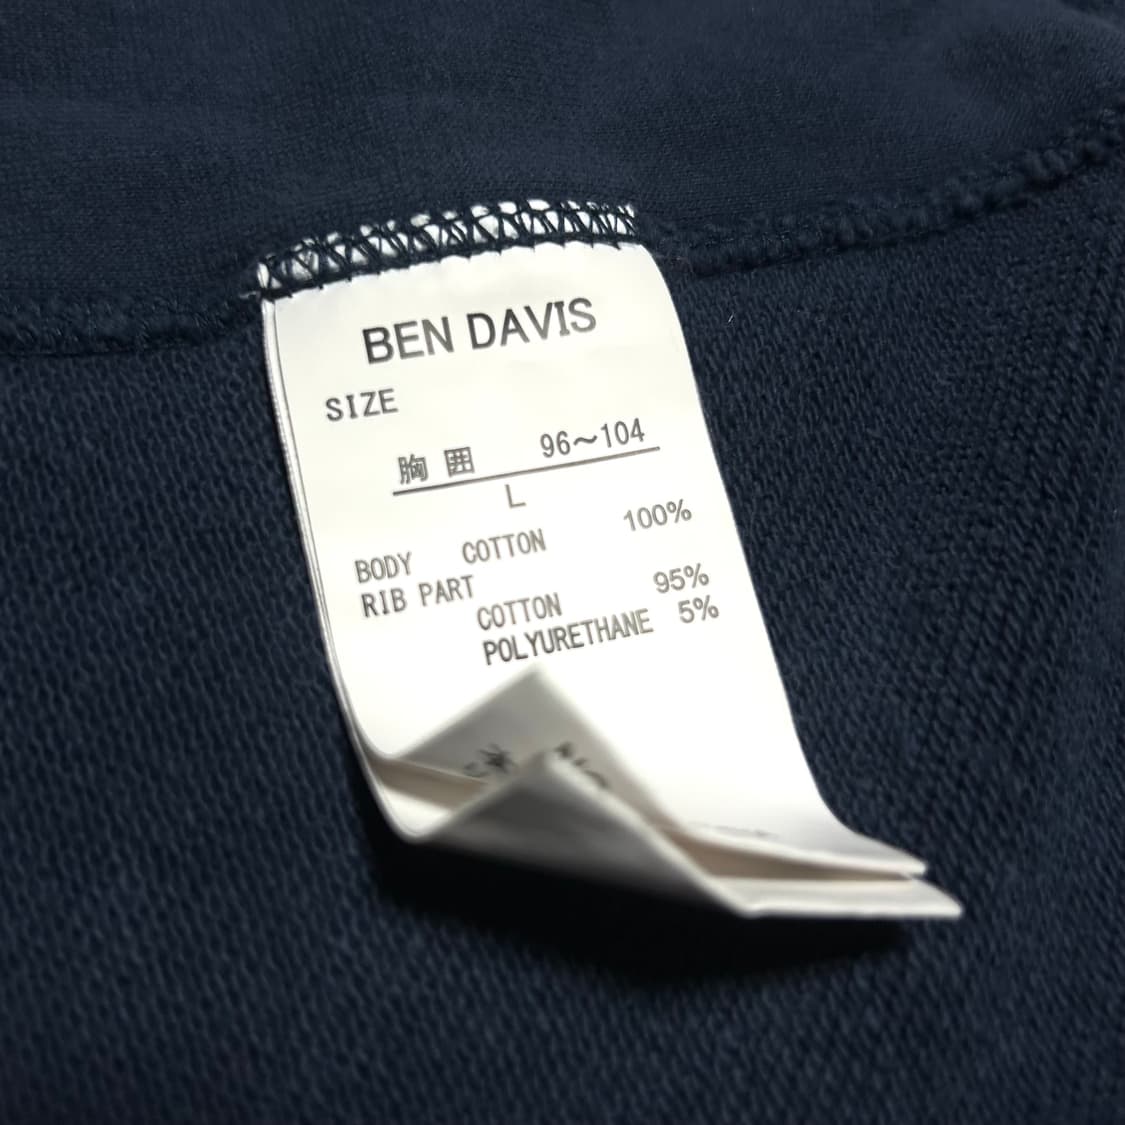 BEN DAVIS
SIZE
胸 囲 96〜104
L
BODY COTTON 100%
RIB PART
COTTON 95%
POLYURETHANE 5%